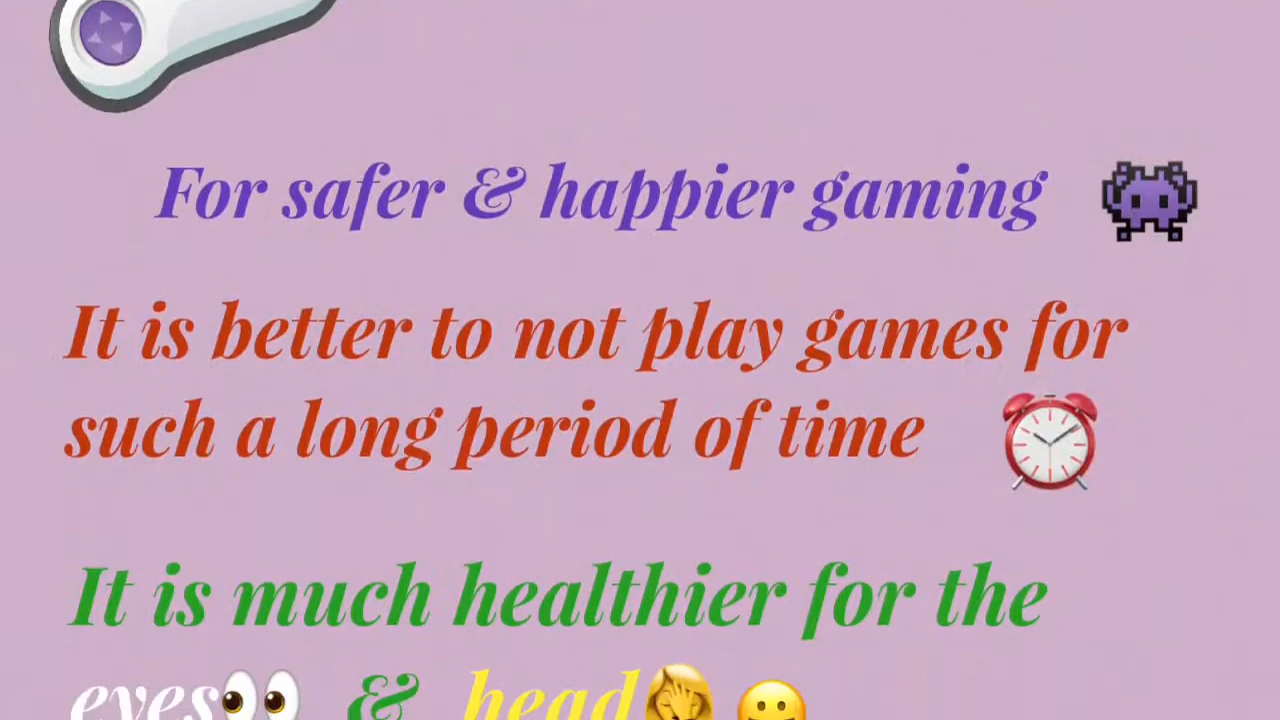 For safer & happier gaming
It is better to not play games for
such a long period of time
It is much healthier for the
eyes & head